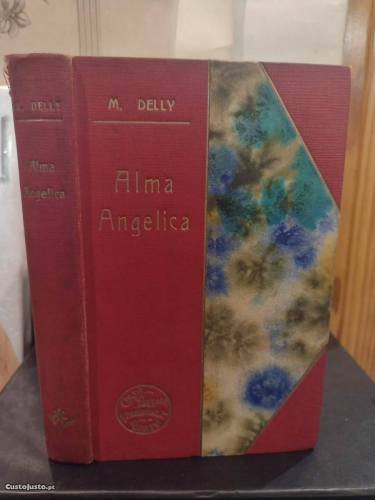 M. DELLY
Alma
Angelica
M. DELLY
Alma
Angelica
CustoJusto.pt